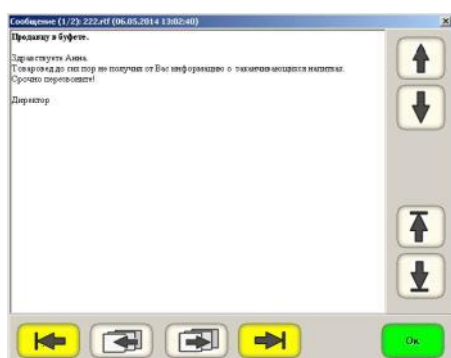 Сообщение (1/2): 222.rtf (06.05.2014 13:02:40)
Продавцу в буфете.
Здравствуйте Анна.
Товаровед до сих пор не получил от Вас информацию о заканчивающихся напитках.
Срочно перезвоните!
Директор
Ок